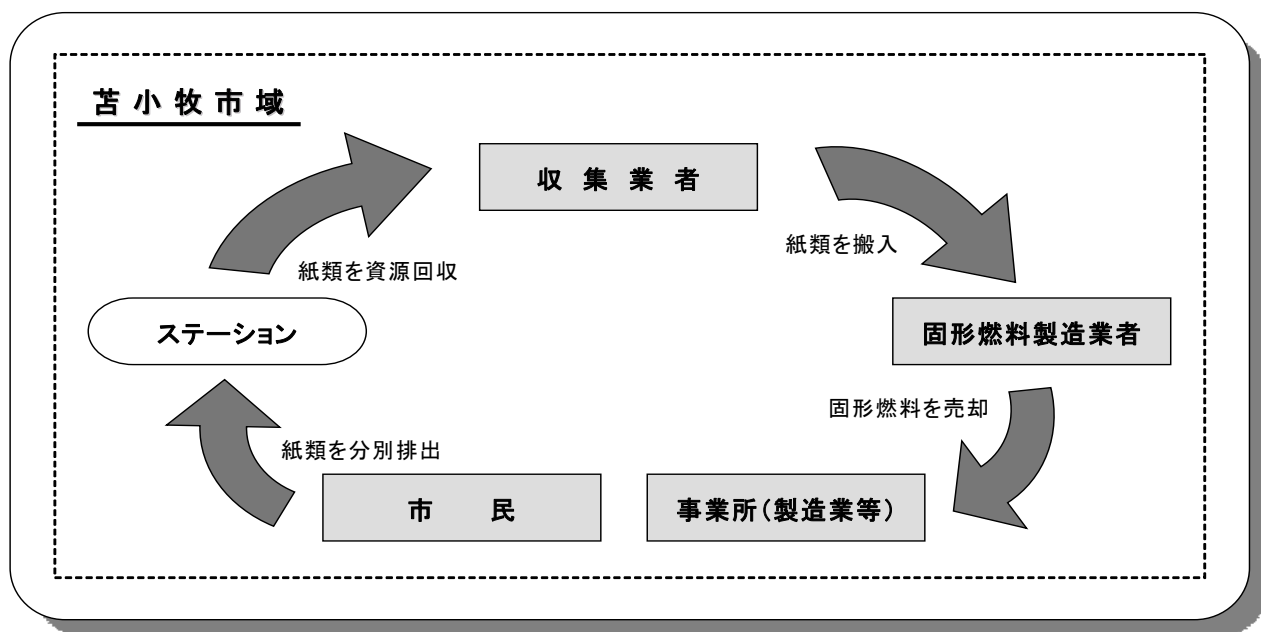 苫小牧市域
収集業者
紙類を搬入
紙類を資源回収
ステーション
固形燃料製造業者
固形燃料を売却
紙類を分別排出
市民
事業所(製造業等)